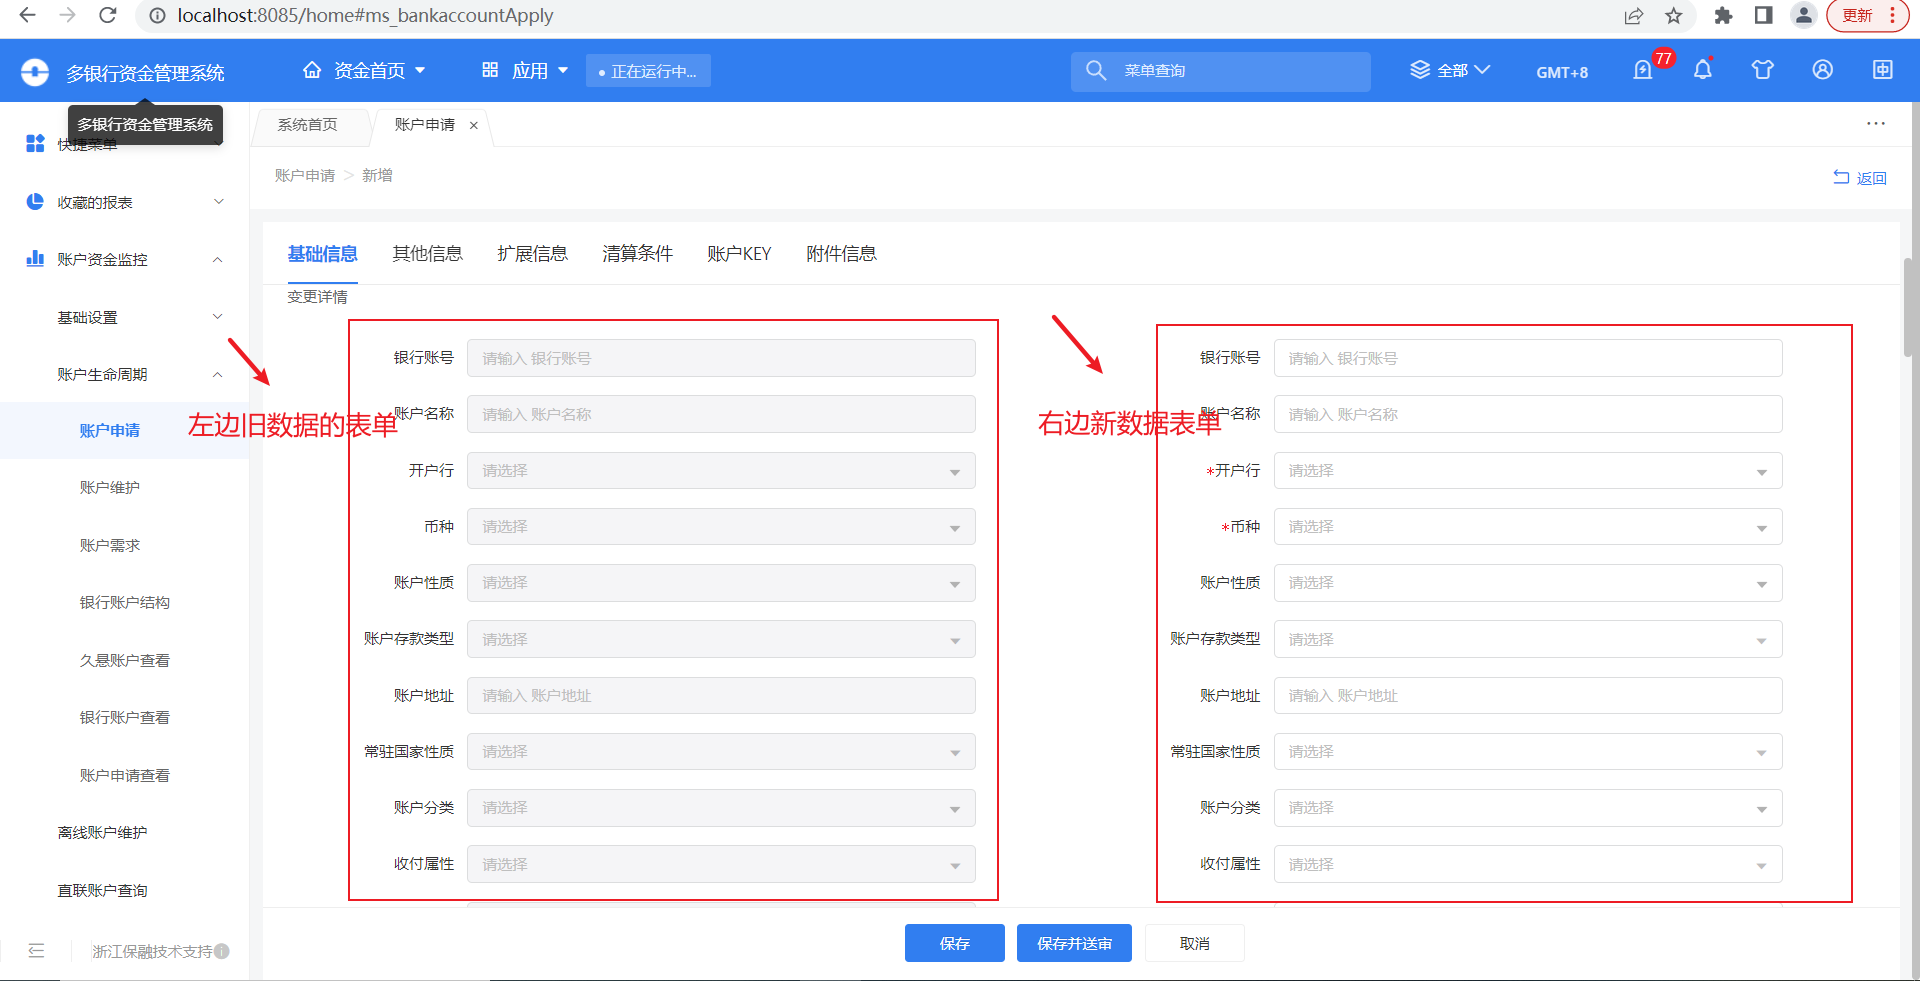 localhost:8085/home#ms_bankaccountApply
更新
多银行资金管理系统
资金首页
应用
正在运行中...
菜单查询
全部
GMT+8
77
中
多银行资金管理系统
快捷菜单
收藏的报表
账户资金监控
基础设置
账户生命周期
账户申请
账户维护
账户需求
银行账户结构
久悬账户查看
银行账户查看
账户申请查看
离线账户维护
直联账户查询
浙江保融技术支持
系统首页
账户申请
账户申请 > 新增
返回
基础信息
其他信息
扩展信息
清算条件
账户KEY
附件信息
变更详情
左边旧数据的表单
银行账号 请输入 银行账号
账户名称 请输入 账户名称
开户行 请选择
币种 请选择
账户性质 请选择
账户存款类型 请选择
账户地址 请输入 账户地址
常驻国家性质 请选择
账户分类 请选择
收付属性 请选择
右边新数据表单
银行账号 请输入 银行账号
账户名称 请输入 账户名称
*开户行 请选择
*币种 请选择
账户性质 请选择
账户存款类型 请选择
账户地址 请输入 账户地址
常驻国家性质 请选择
账户分类 请选择
收付属性 请选择
保存
保存并送审
取消